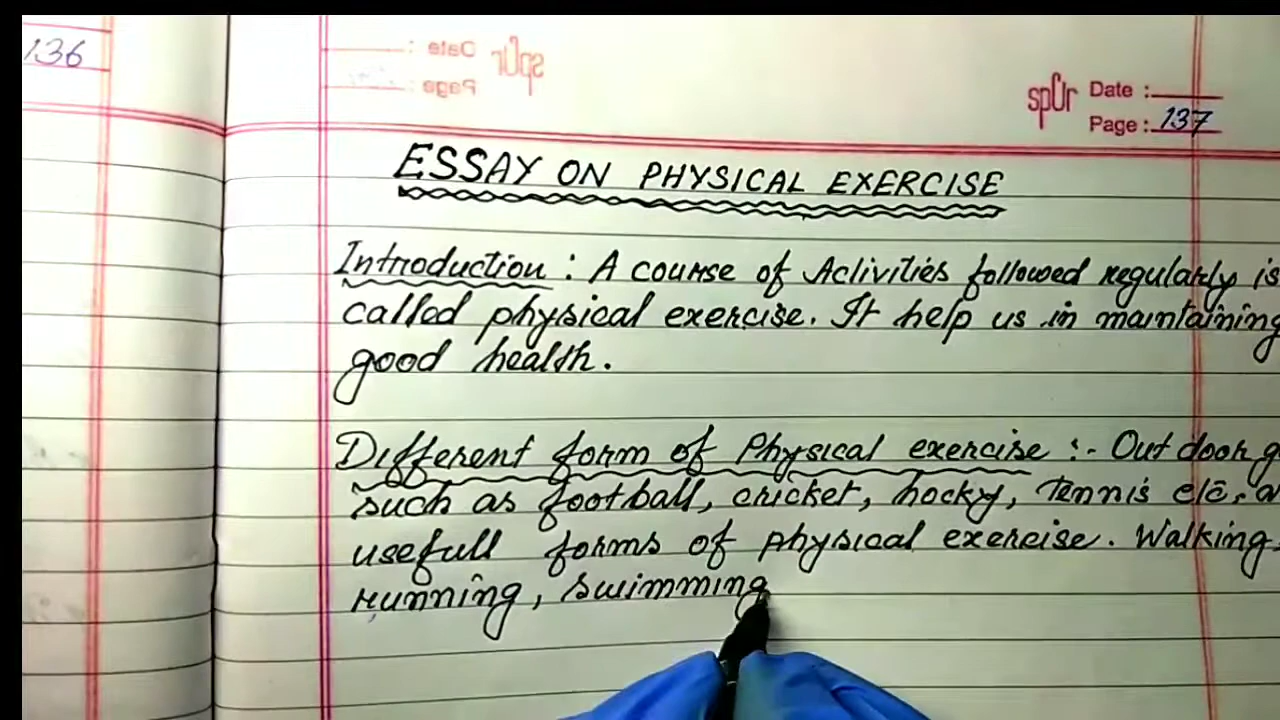 136
spUr Date :
Page : 137
ESSAY ON PHYSICAL EXERCISE
Introduction : A course of Activities followed regularly is
called physical exercise. It help us in maintaining
good health.
Different form of Physical exercise :- Out door g
such as football, cricket, hocky, Tennis etc, a
usefull forms of physical exercise. Walking
running, swimming